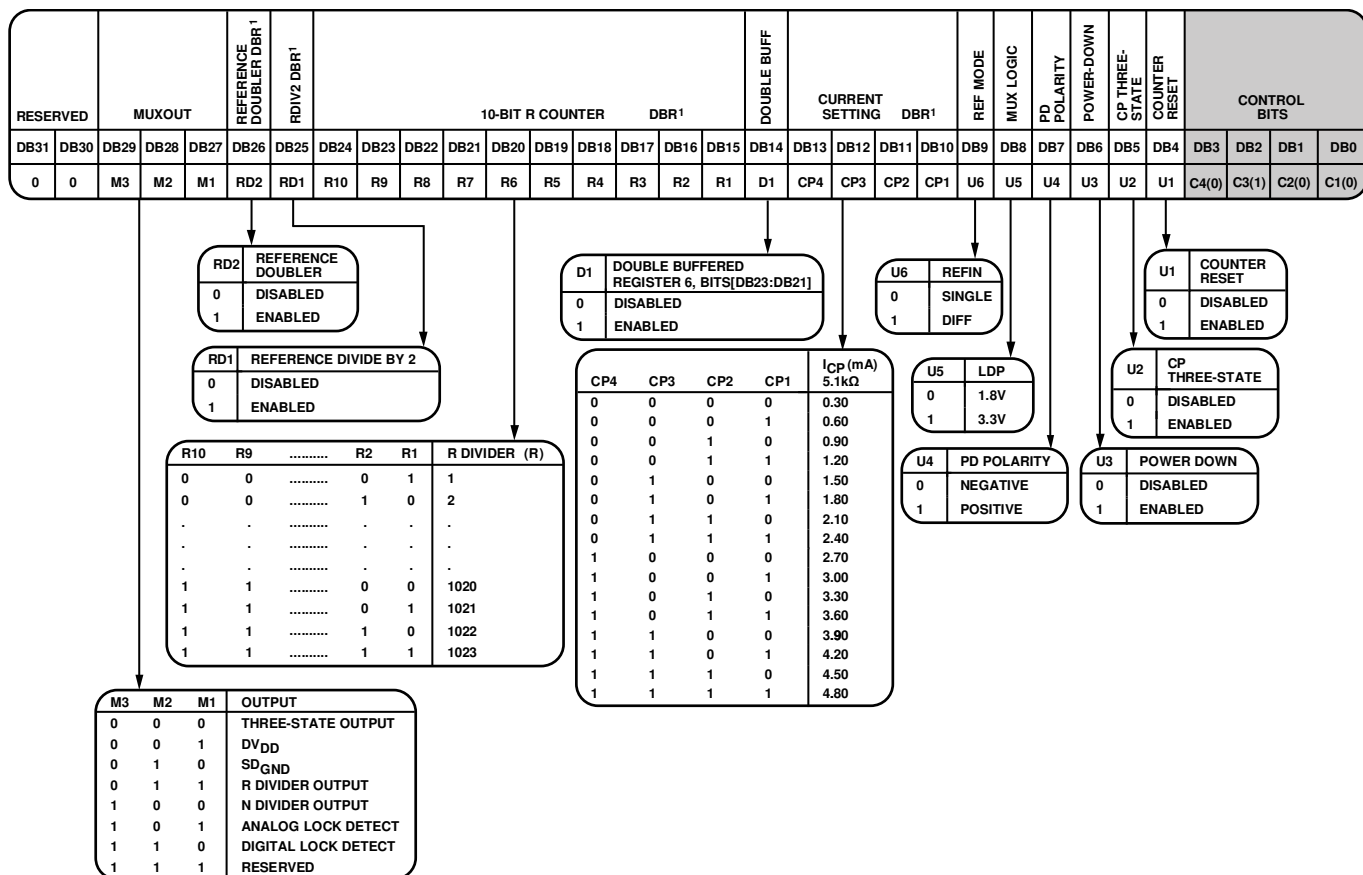 RESERVED MUXOUT REFERENCE DOUBLER DBR1 RDIV2 DBR1 10-BIT R COUNTER DBR1 DOUBLE BUFF CURRENT SETTING DBR1 REF MODE MUX LOGIC PD POLARITY POWER-DOWN CP THREE-STATE COUNTER RESET CONTROL BITS
DB31 DB30 DB29 DB28 DB27 DB26 DB25 DB24 DB23 DB22 DB21 DB20 DB19 DB18 DB17 DB16 DB15 DB14 DB13 DB12 DB11 DB10 DB9 DB8 DB7 DB6 DB5 DB4 DB3 DB2 DB1 DB0
0 0 M3 M2 M1 RD2 RD1 R10 R9 R8 R7 R6 R5 R4 R3 R2 R1 D1 CP4 CP3 CP2 CP1 U6 U5 U4 U3 U2 U1 C4(0) C3(1) C2(0) C1(0)
RD2 REFERENCE DOUBLER
0 DISABLED
1 ENABLED
RD1 REFERENCE DIVIDE BY 2
0 DISABLED
1 ENABLED
R10 R9 .......... R2 R1 R DIVIDER (R)
0 0 .......... 0 1 1
0 0 .......... 1 0 2
. . .......... . . .
. . .......... . . .
. . .......... . . .
1 1 .......... 0 0 1020
1 1 .......... 0 1 1021
1 1 .......... 1 0 1022
1 1 .......... 1 1 1023
M3 M2 M1 OUTPUT
0 0 0 THREE-STATE OUTPUT
0 0 1 DVDD
0 1 0 SDGND
0 1 1 R DIVIDER OUTPUT
1 0 0 N DIVIDER OUTPUT
1 0 1 ANALOG LOCK DETECT
1 1 0 DIGITAL LOCK DETECT
1 1 1 RESERVED
D1 DOUBLE BUFFERED
REGISTER 6, BITS[DB23:DB21]
0 DISABLED
1 ENABLED
ICP (mA)
CP4 CP3 CP2 CP1 5.1kΩ
0 0 0 0 0.30
0 0 0 1 0.60
0 0 1 0 0.90
0 0 1 1 1.20
0 1 0 0 1.50
0 1 0 1 1.80
0 1 1 0 2.10
0 1 1 1 2.40
1 0 0 0 2.70
1 0 0 1 3.00
1 0 1 0 3.30
1 0 1 1 3.60
1 1 0 0 3.90
1 1 0 1 4.20
1 1 1 0 4.50
1 1 1 1 4.80
U6 REFIN
0 SINGLE
1 DIFF
U5 LDP
0 1.8V
1 3.3V
U4 PD POLARITY
0 NEGATIVE
1 POSITIVE
U1 COUNTER RESET
0 DISABLED
1 ENABLED
U2 CP THREE-STATE
0 DISABLED
1 ENABLED
U3 POWER DOWN
0 DISABLED
1 ENABLED